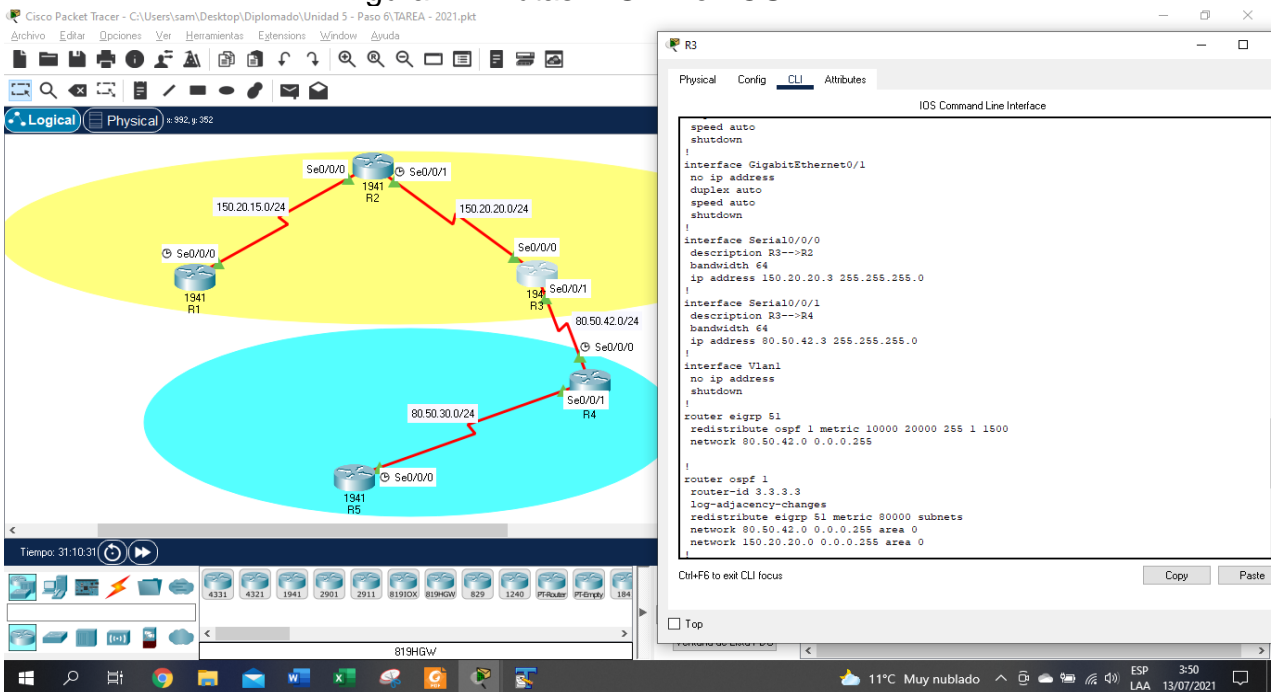 Cisco Packet Tracer - C:\Users\sam\Desktop\Diplomado\Unidad 5 - Paso 6\TAREA - 2021.pkt
Archivo Editar Opciones Ver Herramientas Extensions Window Ayuda
Logical Physical x: 992, y: 352
Se0/0/0
Se0/0/1
1941
R2
150.20.15.0/24
150.20.20.0/24
Se0/0/0
Se0/0/0
1941
R1
Se0/0/1
R3
80.50.42.0/24
Se0/0/0
Se0/0/1
R4
80.50.30.0/24
Se0/0/0
1941
R5
Tiempo: 31:10:31
4331 4321 1941 2901 2911 819IOX 819HGW 829 1240 PT-Router PT-Empty 184
819HGW
R3
Physical Config CLI Attributes
IOS Command Line Interface
speed auto
shutdown
!
interface GigabitEthernet0/1
no ip address
duplex auto
speed auto
shutdown
!
interface Serial0/0/0
description R3-->R2
bandwidth 64
ip address 150.20.20.3 255.255.255.0
!
interface Serial0/0/1
description R3-->R4
bandwidth 64
ip address 80.50.42.3 255.255.255.0
!
interface Vlan1
no ip address
shutdown
!
router eigrp 51
redistribute ospf 1 metric 10000 20000 255 1 1500
network 80.50.42.0 0.0.0.255
!
router ospf 1
router-id 3.3.3.3
log-adjacency-changes
redistribute eigrp 51 metric 80000 subnets
network 80.50.42.0 0.0.0.255 area 0
network 150.20.20.0 0.0.0.255 area 0
!
Ctrl+F6 to exit CLI focus
Copy Paste
Top
11°C Muy nublado
ESP
LAA
3:50
13/07/2021